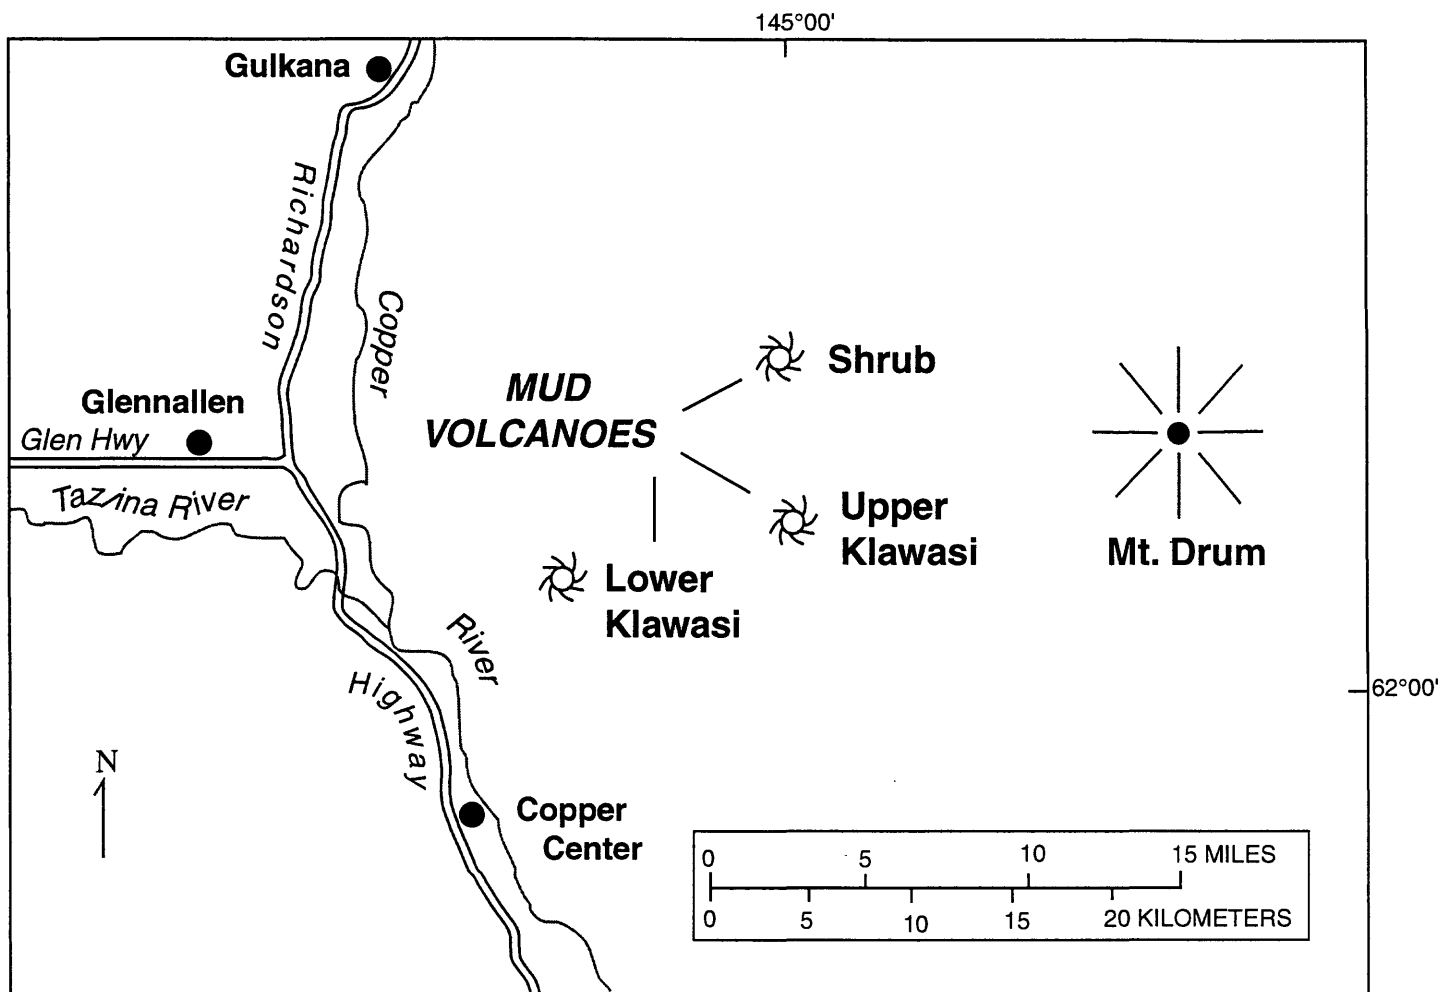 145°00'
Gulkana
Richardson
Copper
Shrub
MUD
VOLCANOES
Glennallen
Glen Hwy
Tazlina River
Upper
Klawasi
Mt. Drum
Lower
Klawasi
River
Highway
62°00'
N
Copper
Center
0 5 10 15 MILES
0 5 10 15 20 KILOMETERS